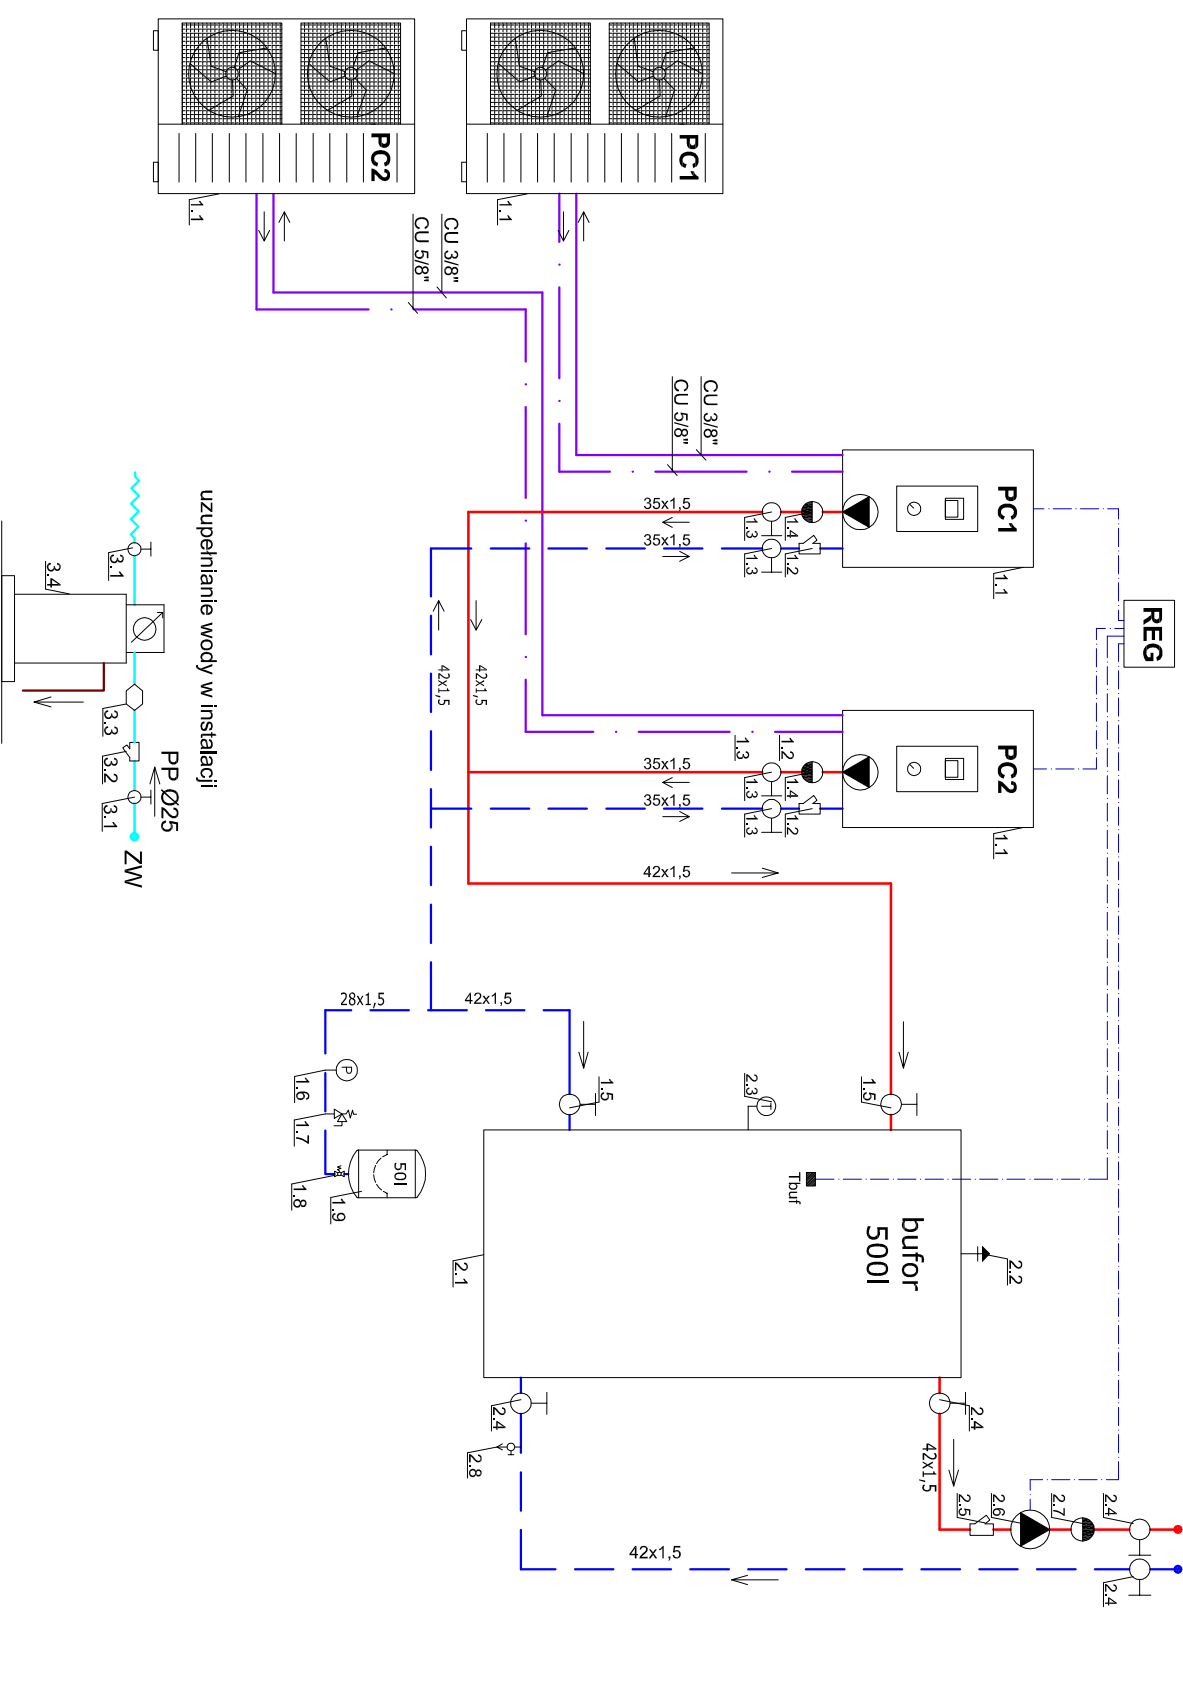 PC2
PC1
1.1
1.1
CU 3/8"
CU 5/8"
CU 3/8"
CU 5/8"
PC1
1.1
35x1,5
35x1,5
1.3
1.4
1.3
1.2
REG
42x1,5
42x1,5
PC2
1.1
1.3
1.2
35x1,5
35x1,5
1.3
1.4
1.3
1.2
42x1,5
uzupełnianie wody w instalacji
3.1
3.4
3.3
3.2
3.1
PP Ø25
ZW
28x1,5
42x1,5
1.6
1.7
1.8
1.9
P
50l
1.5
2.3
T
1.5
Tbuf
bufor
500l
2.1
2.2
2.4
2.8
2.4
42x1,5
2.5
2.6
2.7
2.4
42x1,5
2.4